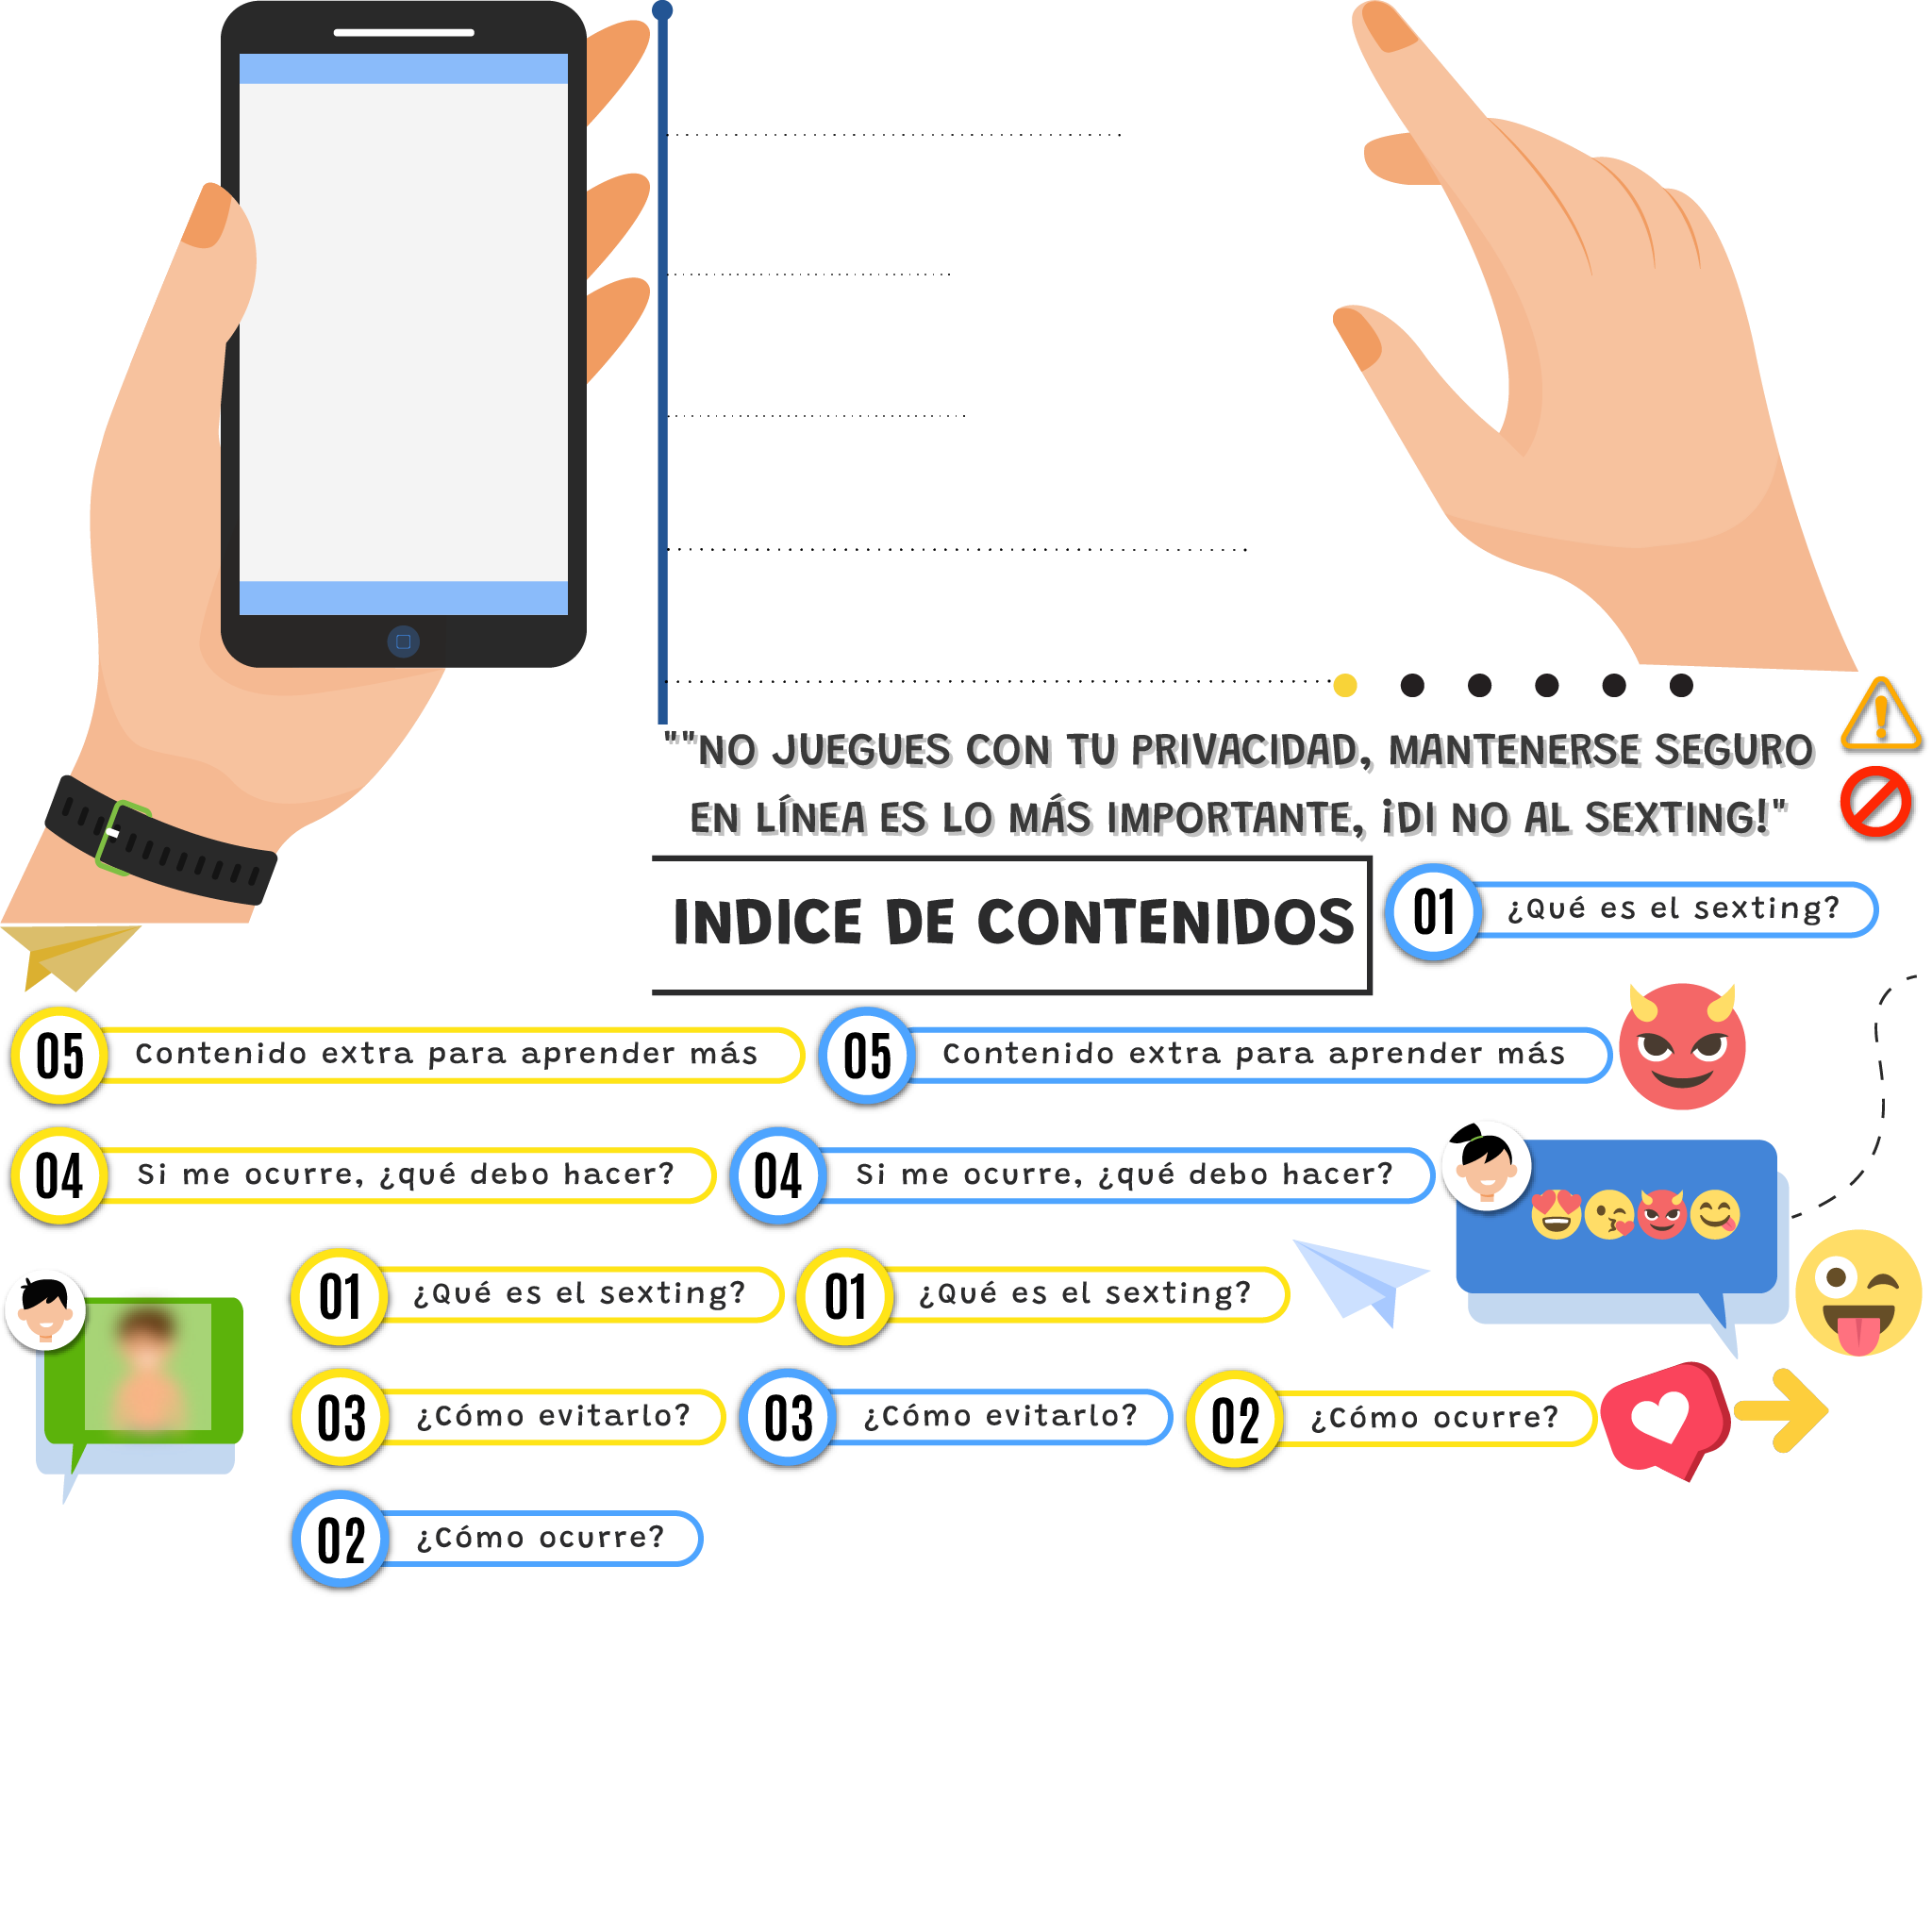 ""NO JUEGUES CON TU PRIVACIDAD, MANTENERSE SEGURO
EN LÍNEA ES LO MÁS IMPORTANTE, ¡DI NO AL SEXTING!"
INDICE DE CONTENIDOS
01 ¿Qué es el sexting?
05 Contenido extra para aprender más
05 Contenido extra para aprender más
04 Si me ocurre, ¿qué debo hacer?
04 Si me ocurre, ¿qué debo hacer?
01 ¿Qué es el sexting?
01 ¿Qué es el sexting?
03 ¿Cómo evitarlo?
03 ¿Cómo evitarlo?
02 ¿Cómo ocurre?
02 ¿Cómo ocurre?